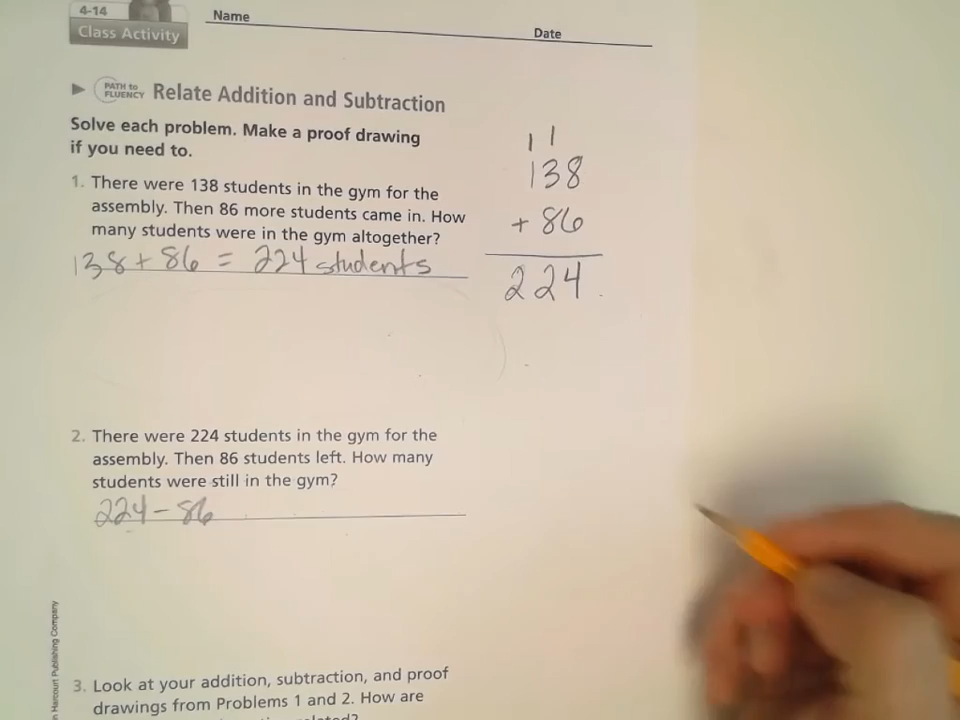 4-14
Class Activity
Name
Date
PATH to
FLUENCY
Relate Addition and Subtraction
Solve each problem. Make a proof drawing
if you need to.
1. There were 138 students in the gym for the
assembly. Then 86 more students came in. How
many students were in the gym altogether?
138 + 86 = 224 students
1 1
138
+ 86
224
2. There were 224 students in the gym for the
assembly. Then 86 students left. How many
students were still in the gym?
224 - 86
3. Look at your addition, subtraction, and proof
drawings from Problems 1 and 2. How are
Harcourt Publishing Company